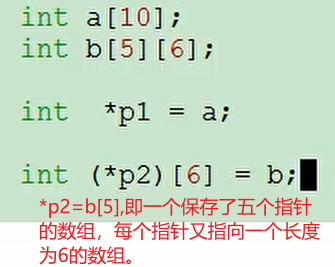 int a[10];
int b[5][6];
int *p1 = a;
int (*p2)[6] = b;
*p2=b[5],即一个保存了五个指针
的数组，每个指针又指向一个长度
为6的数组。